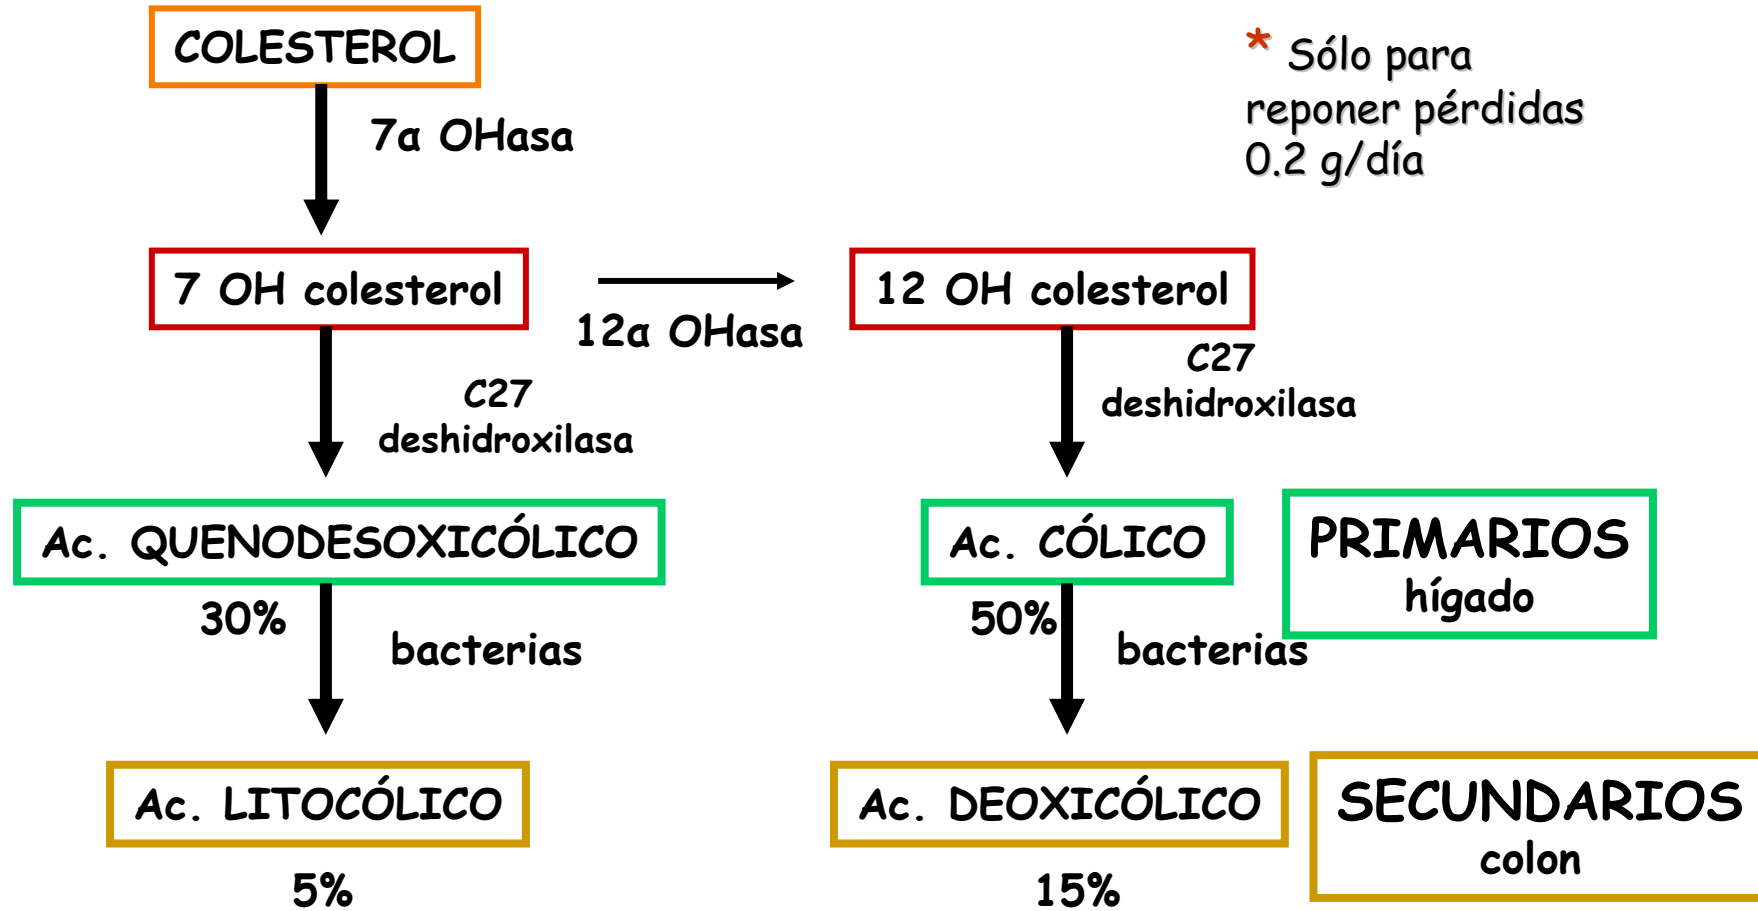 COLESTEROL
* Sólo para
reponer pérdidas
0.2 g/día
7a OHasa
7 OH colesterol
12a OHasa
12 OH colesterol
C27
deshidroxilasa
C27
deshidroxilasa
Ac. QUENODESOXICÓLICO
Ac. CÓLICO
PRIMARIOS
hígado
30%
bacterias
50%
bacterias
Ac. LITOCÓLICO
Ac. DEOXICÓLICO
SECUNDARIOS
colon
5%
15%